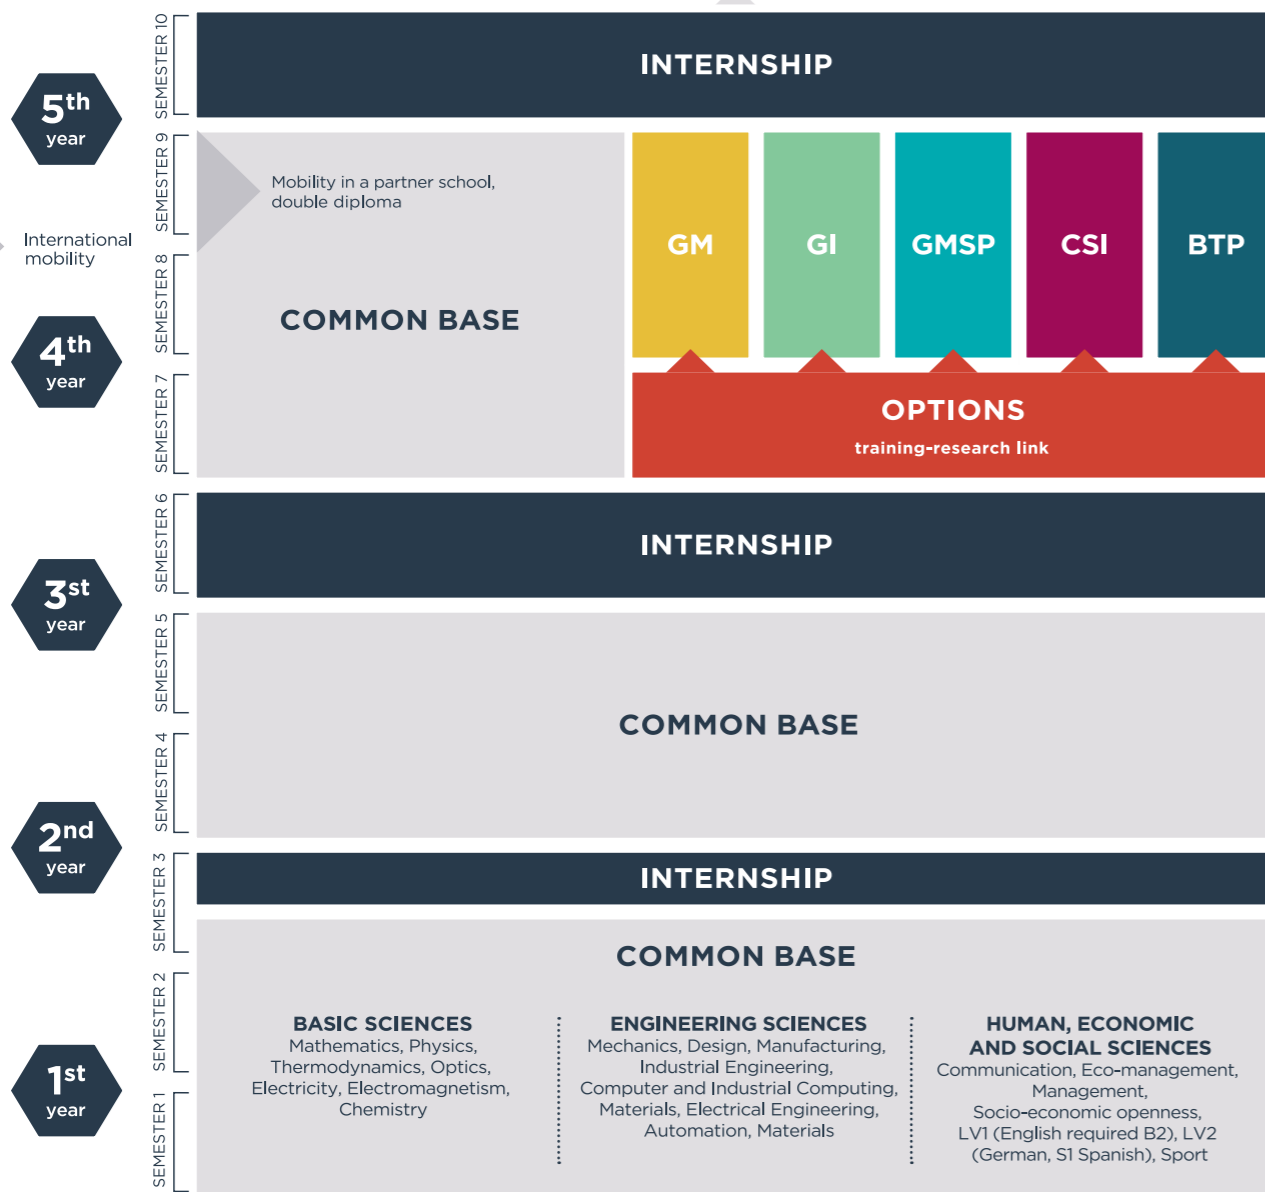 SEMESTER 10
INTERNSHIP
5th
year
SEMESTER 9
Mobility in a partner school,
double diploma
International
mobility
SEMESTER 8
GM
GI
GMSP
CSI
BTP
COMMON BASE
4th
year
SEMESTER 7
OPTIONS
training-research link
SEMESTER 6
INTERNSHIP
3st
year
SEMESTER 5
COMMON BASE
SEMESTER 4
2nd
year
SEMESTER 3
INTERNSHIP
COMMON BASE
SEMESTER 2
BASIC SCIENCES
Mathematics, Physics,
Thermodynamics, Optics,
Electricity, Electromagnetism,
Chemistry
ENGINEERING SCIENCES
Mechanics, Design, Manufacturing,
Industrial Engineering,
Computer and Industrial Computing,
Materials, Electrical Engineering,
Automation, Materials
HUMAN, ECONOMIC
AND SOCIAL SCIENCES
Communication, Eco-management,
Management,
Socio-economic openness,
LV1 (English required B2), LV2
(German, S1 Spanish), Sport
1st
year
SEMESTER 1